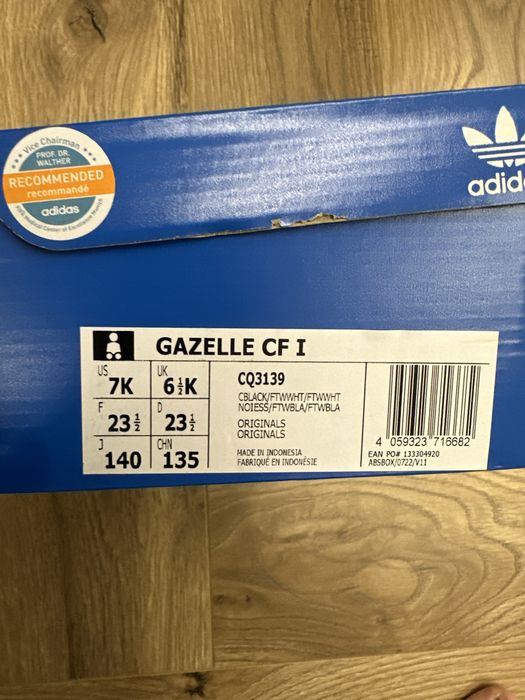 Vice Chairman
PROF. DR.
WALTHER
RECOMMENDED
recommandé
adidas
adida
GAZELLE CF I
US 7K
UK 6½K
F 23½
D 23½
J 140
CHN 135
CQ3139
CBLACK/FTWWHT/FTWWHT
NOIESS/FTWBLA/FTWBLA
ORIGINALS
ORIGINALS
MADE IN INDONESIA
FABRIQUÉ EN INDONÉSIE
4 059323 716682
EAN PO# 133304920
ABSBOX/0722/V11